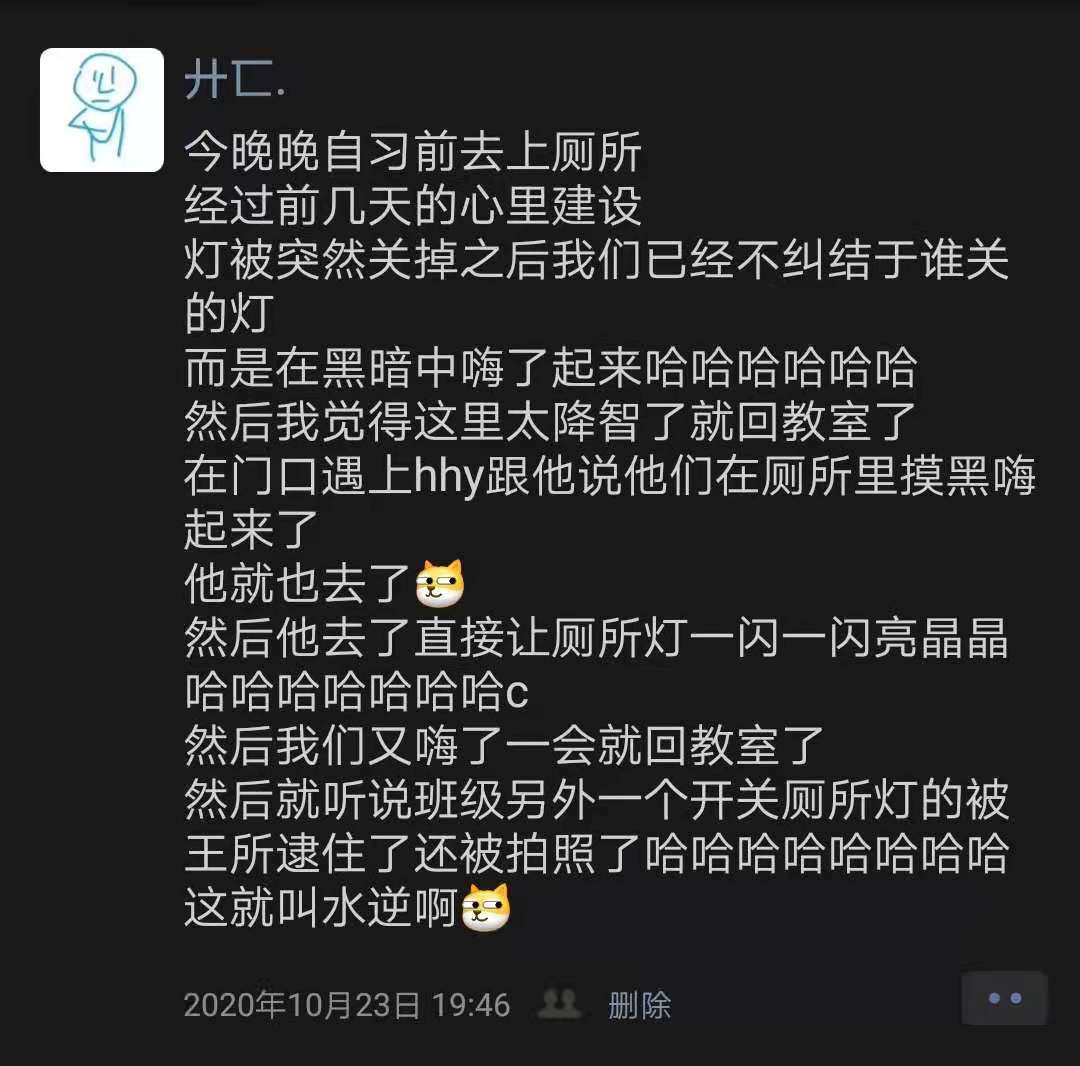 廾匸.
今晚晚自习前去上厕所
经过前几天的心里建设
灯被突然关掉之后我们已经不纠结于谁关
的灯
而是在黑暗中嗨了起来哈哈哈哈哈哈
然后我觉得这里太降智了就回教室了
在门口遇上hhy跟他说他们在厕所里摸黑嗨
起来了
他就也去了
然后他去了直接让厕所灯一闪一闪亮晶晶
哈哈哈哈哈哈哈c
然后我们又嗨了一会就回教室了
然后就听说班级另外一个开关厕所灯的被
王所逮住了还被拍照了哈哈哈哈哈哈哈哈
这就叫水逆啊
2020年10月23日 19:46 删除